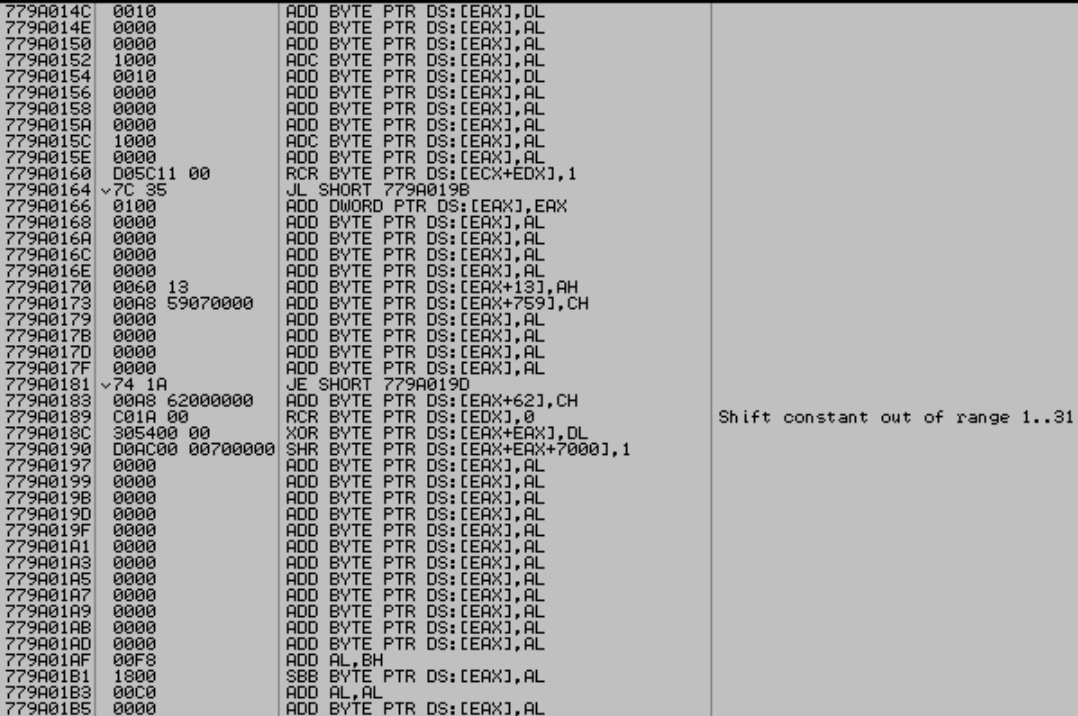 779A014C 0010 ADD BYTE PTR DS:[EAX],DL
779A014E 0000 ADD BYTE PTR DS:[EAX],AL
779A0150 0000 ADD BYTE PTR DS:[EAX],AL
779A0152 1000 ADC BYTE PTR DS:[EAX],AL
779A0154 0010 ADD BYTE PTR DS:[EAX],DL
779A0156 0000 ADD BYTE PTR DS:[EAX],AL
779A0158 0000 ADD BYTE PTR DS:[EAX],AL
779A015A 0000 ADD BYTE PTR DS:[EAX],AL
779A015C 1000 ADC BYTE PTR DS:[EAX],AL
779A015E 0000 ADD BYTE PTR DS:[EAX],AL
779A0160 D05C11 00 RCR BYTE PTR DS:[ECX+EDX],1
779A0164 ˅7C 35 JL SHORT 779A019B
779A0166 0100 ADD DWORD PTR DS:[EAX],EAX
779A0168 0000 ADD BYTE PTR DS:[EAX],AL
779A016A 0000 ADD BYTE PTR DS:[EAX],AL
779A016C 0000 ADD BYTE PTR DS:[EAX],AL
779A016E 0000 ADD BYTE PTR DS:[EAX],AL
779A0170 0060 13 ADD BYTE PTR DS:[EAX+13],AH
779A0173 00A8 59070000 ADD BYTE PTR DS:[EAX+759],CH
779A0179 0000 ADD BYTE PTR DS:[EAX],AL
779A017B 0000 ADD BYTE PTR DS:[EAX],AL
779A017D 0000 ADD BYTE PTR DS:[EAX],AL
779A017F 0000 ADD BYTE PTR DS:[EAX],AL
779A0181 ˅74 1A JE SHORT 779A019D
779A0183 00A8 62000000 ADD BYTE PTR DS:[EAX+62],CH
779A0189 C01A 00 RCR BYTE PTR DS:[EDX],0 Shift constant out of range 1..31
779A018C 305400 00 XOR BYTE PTR DS:[EAX+EAX],DL
779A0190 D0AC00 00700000 SHR BYTE PTR DS:[EAX+EAX+7000],1
779A0197 0000 ADD BYTE PTR DS:[EAX],AL
779A0199 0000 ADD BYTE PTR DS:[EAX],AL
779A019B 0000 ADD BYTE PTR DS:[EAX],AL
779A019D 0000 ADD BYTE PTR DS:[EAX],AL
779A019F 0000 ADD BYTE PTR DS:[EAX],AL
779A01A1 0000 ADD BYTE PTR DS:[EAX],AL
779A01A3 0000 ADD BYTE PTR DS:[EAX],AL
779A01A5 0000 ADD BYTE PTR DS:[EAX],AL
779A01A7 0000 ADD BYTE PTR DS:[EAX],AL
779A01A9 0000 ADD BYTE PTR DS:[EAX],AL
779A01AB 0000 ADD BYTE PTR DS:[EAX],AL
779A01AD 0000 ADD BYTE PTR DS:[EAX],AL
779A01AF 00F8 ADD AL,BH
779A01B1 1800 SBB BYTE PTR DS:[EAX],AL
779A01B3 00C0 ADD AL,AL
779A01B5 0000 ADD BYTE PTR DS:[EAX],AL